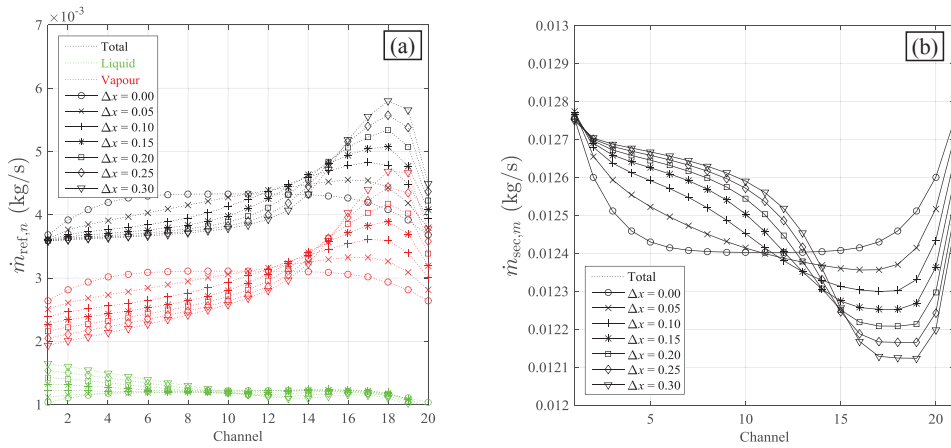 ×10⁻³
7
6
5
4
3
2
1
ṁref,n (kg/s)
(a)
Total
Liquid
Vapour
Δx = 0.00
Δx = 0.05
Δx = 0.10
Δx = 0.15
Δx = 0.20
Δx = 0.25
Δx = 0.30
2 4 6 8 10 12 14 16 18 20
Channel
0.013
0.0129
0.0128
0.0127
0.0126
0.0125
0.0124
0.0123
0.0122
0.0121
0.012
ṁsec,m (kg/s)
(b)
Total
Δx = 0.00
Δx = 0.05
Δx = 0.10
Δx = 0.15
Δx = 0.20
Δx = 0.25
Δx = 0.30
5 10 15 20
Channel